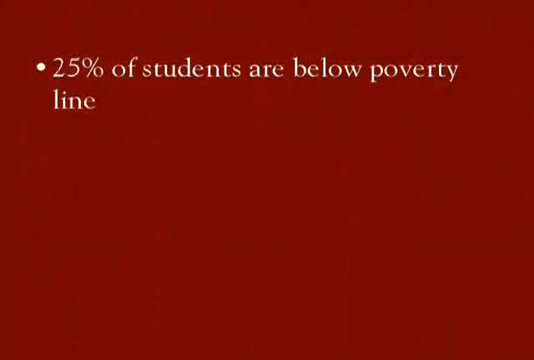 • 25% of students are below poverty
line